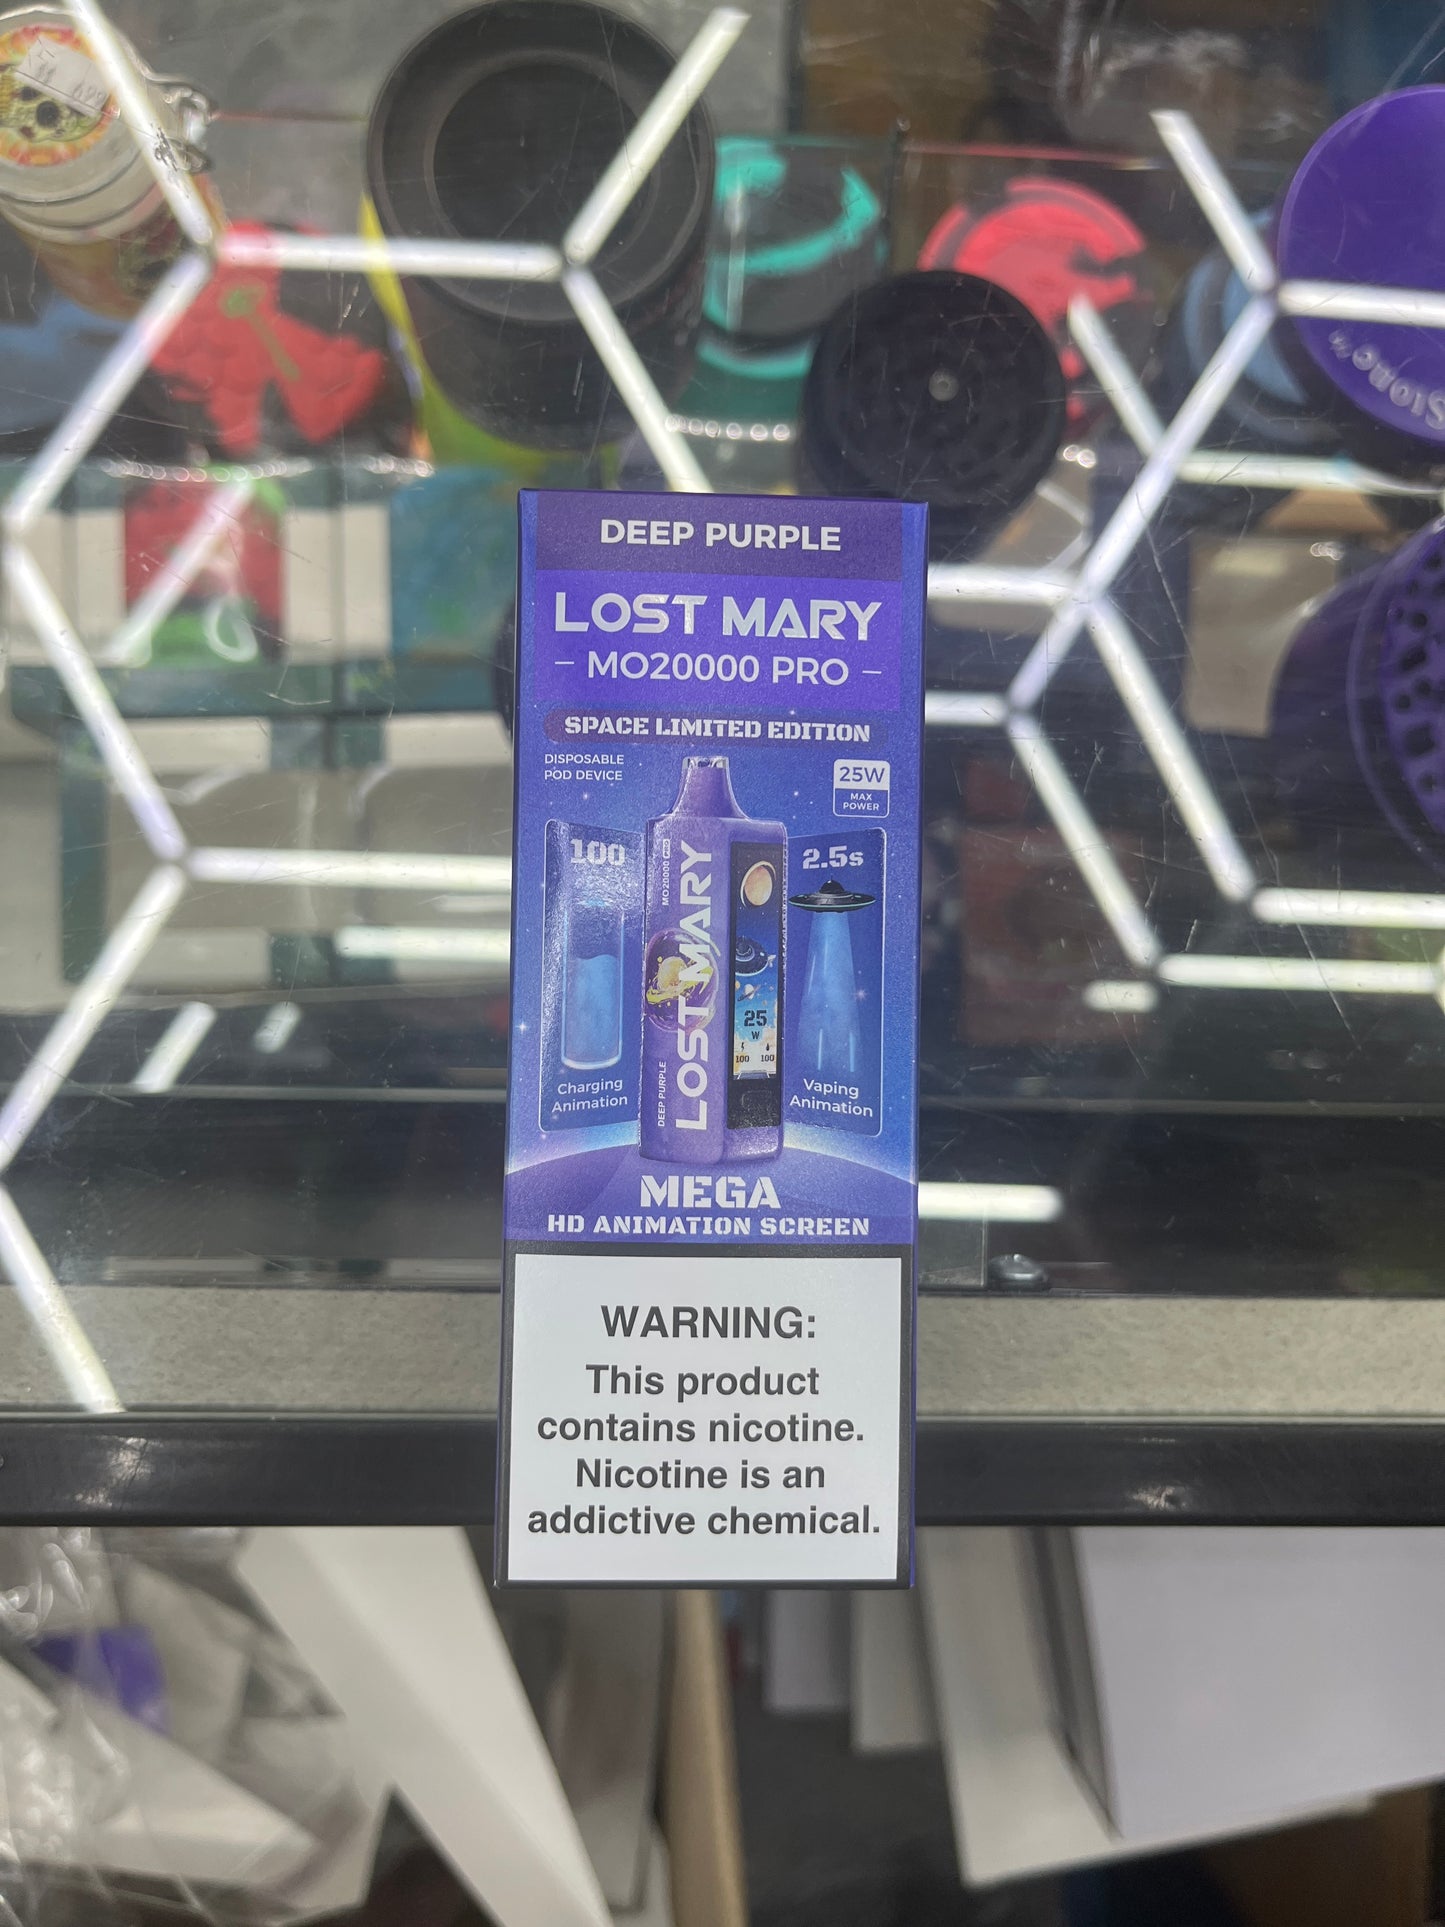 DEEP PURPLE
LOST MARY
— MO20000 PRO —
SPACE LIMITED EDITION
DISPOSABLE
POD DEVICE
25W
MAX
POWER
100
2.5s
MO20000 PRO
LOST MARY
DEEP PURPLE
25
W
100 100
Charging
Animation
Vaping
Animation
MEGA
HD ANIMATION SCREEN
WARNING:
This product
contains nicotine.
Nicotine is an
addictive chemical.